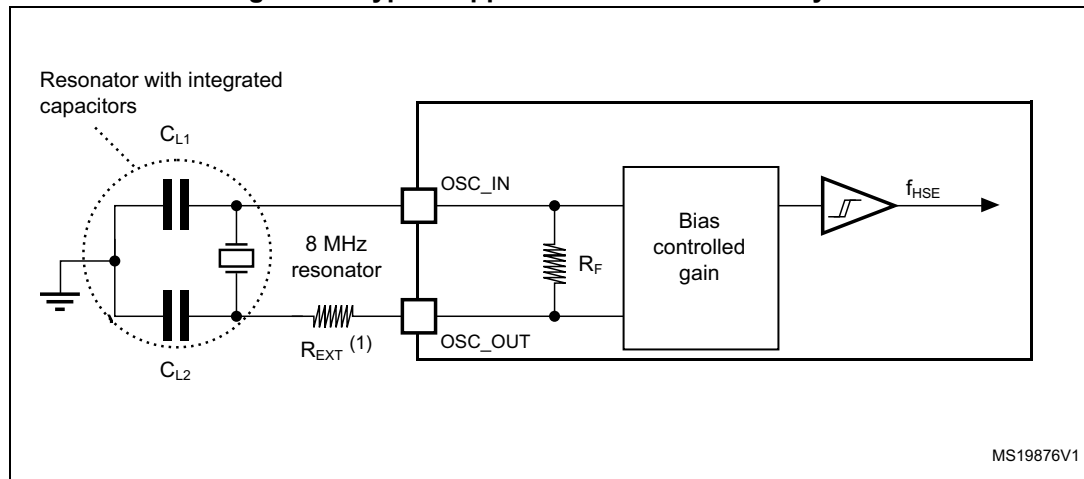 Resonator with integrated
capacitors
CL1
OSC_IN
fHSE
8 MHz
resonator
RF
Bias
controlled
gain
REXT (1)
OSC_OUT
CL2
MS19876V1